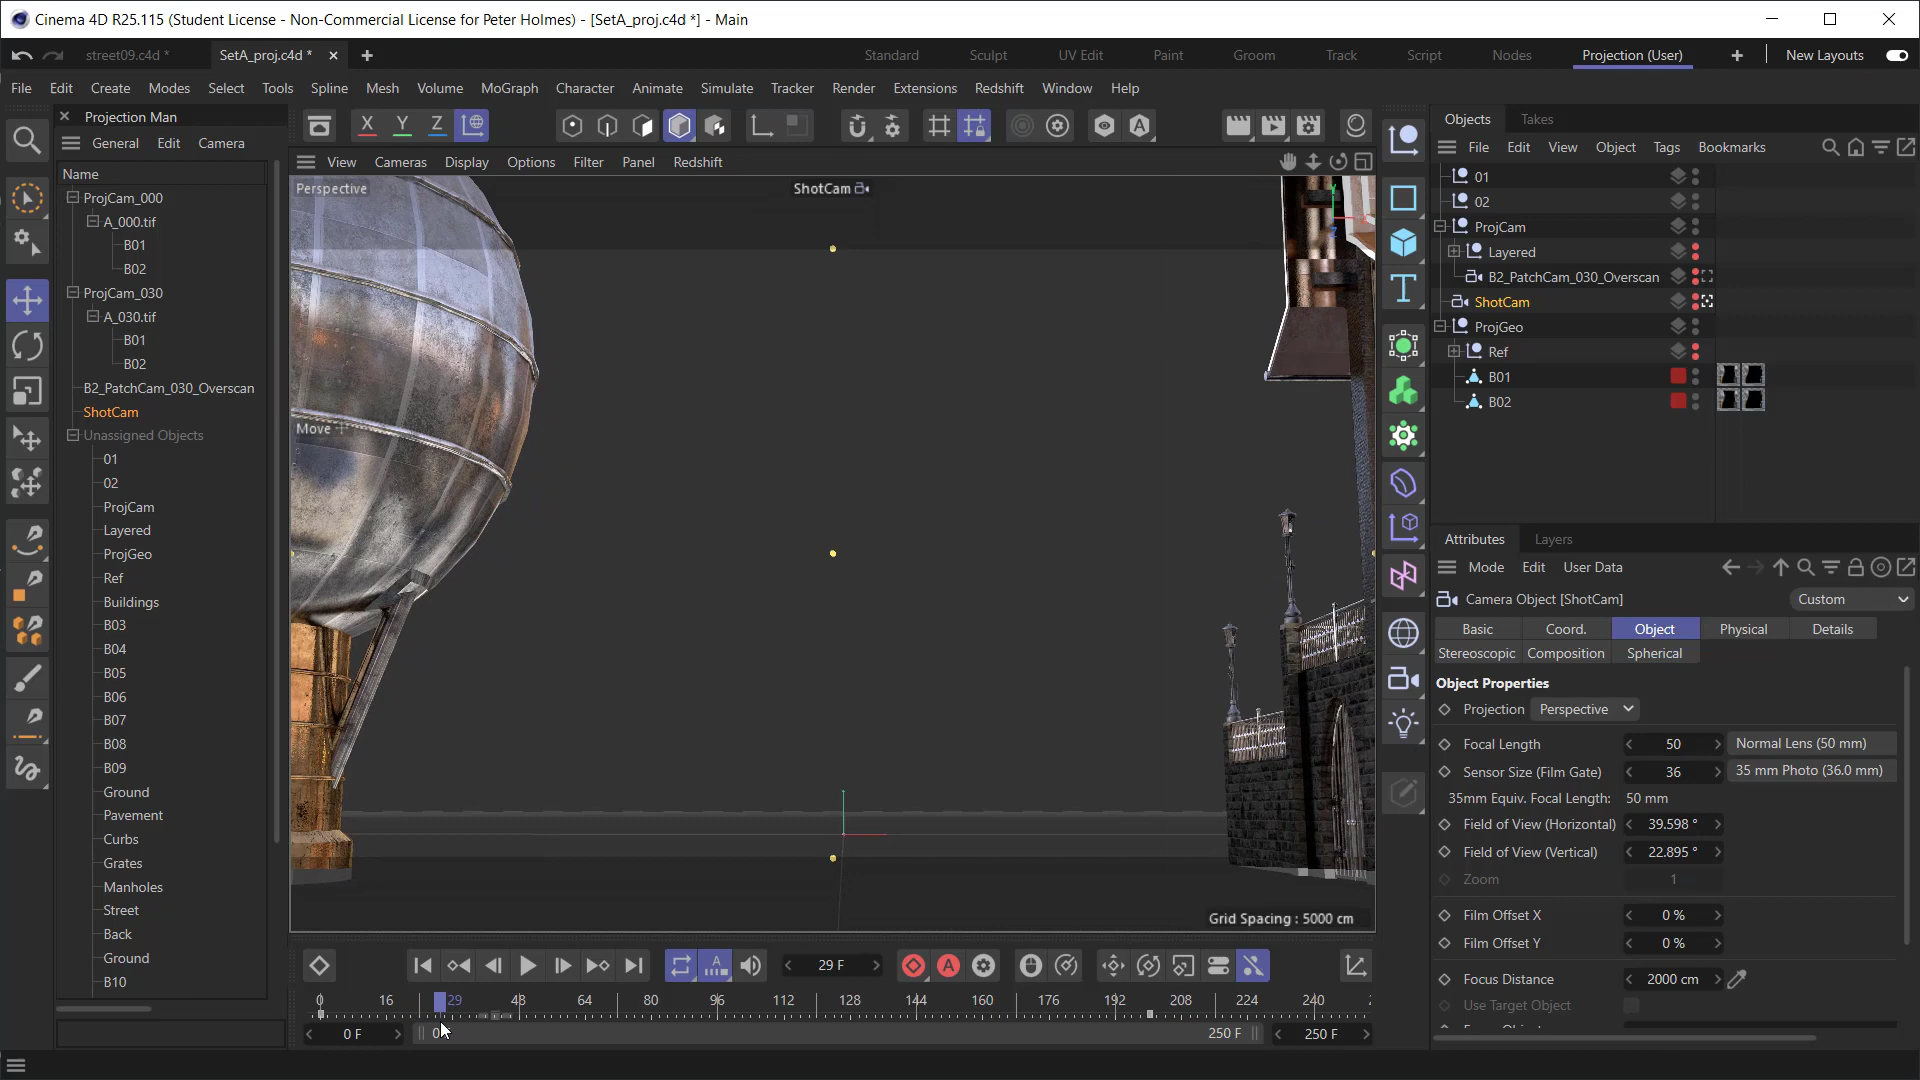 Cinema 4D R25.115 (Student License - Non-Commercial License for Peter Holmes) - [SetA_proj.c4d *] - Main
street09.c4d *
SetA_proj.c4d *
Standard
Sculpt
UV Edit
Paint
Groom
Track
Script
Nodes
Projection (User)
New Layouts
File Edit Create Modes Select Tools Spline Mesh Volume MoGraph Character Animate Simulate Tracker Render Extensions Redshift Window Help
Projection Man
General Edit Camera
Name
ProjCam_000
A_000.tif
B01
B02
ProjCam_030
A_030.tif
B01
B02
B2_PatchCam_030_Overscan
ShotCam
Unassigned Objects
01
02
ProjCam
Layered
ProjGeo
Ref
Buildings
B03
B04
B05
B06
B07
B08
B09
Ground
Pavement
Curbs
Grates
Manholes
Street
Back
Ground
B10
X Y Z
View Cameras Display Options Filter Panel Redshift
Perspective
ShotCam
Y
Z
Move
Grid Spacing : 5000 cm
29 F
0 16 29 48 64 80 96 112 128 144 160 176 192 208 224 240
0 F
250 F
250 F
Objects Takes
File Edit View Object Tags Bookmarks
01
02
ProjCam
Layered
B2_PatchCam_030_Overscan
ShotCam
ProjGeo
Ref
B01
B02
Attributes Layers
Mode Edit User Data
Camera Object [ShotCam]
Custom
Basic Coord. Object Physical Details
Stereoscopic Composition Spherical
Object Properties
Projection Perspective
Focal Length 50 Normal Lens (50 mm)
Sensor Size (Film Gate) 36 35 mm Photo (36.0 mm)
35mm Equiv. Focal Length: 50 mm
Field of View (Horizontal) 39.598 °
Field of View (Vertical) 22.895 °
Zoom 1
Film Offset X 0 %
Film Offset Y 0 %
Focus Distance 2000 cm
Use Target Object